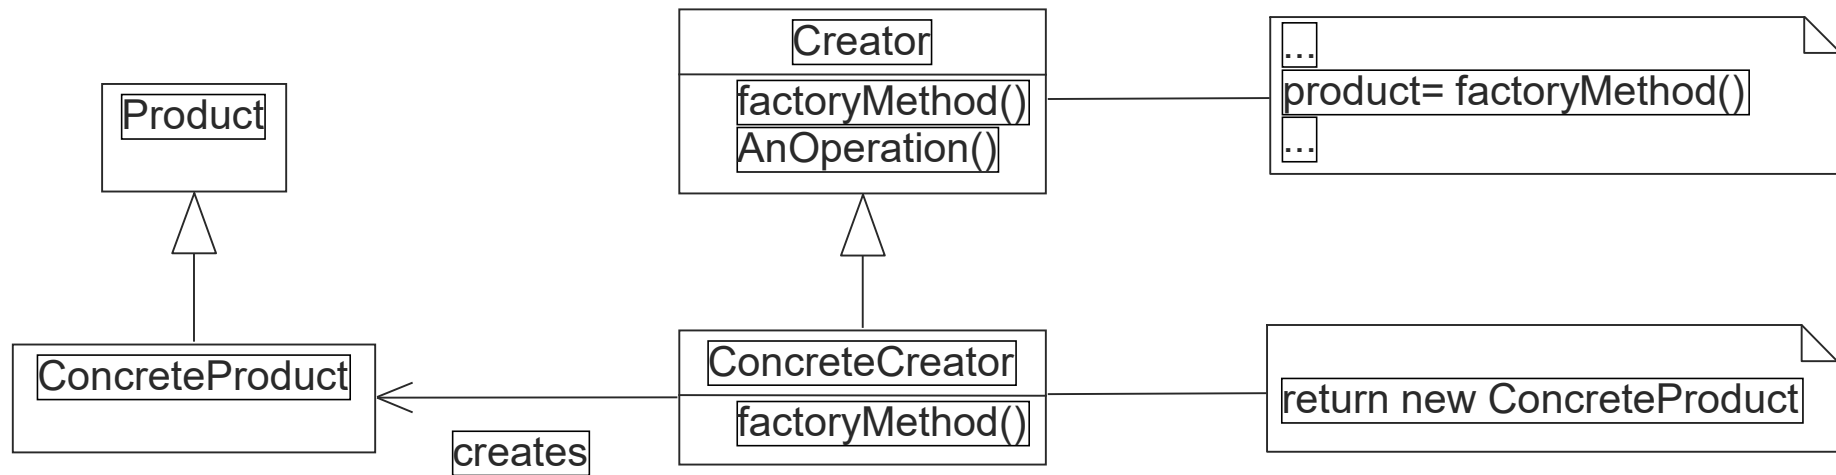 Creator
factoryMethod()
AnOperation()
...
product= factoryMethod()
...
Product
ConcreteProduct
creates
ConcreteCreator
factoryMethod()
return new ConcreteProduct